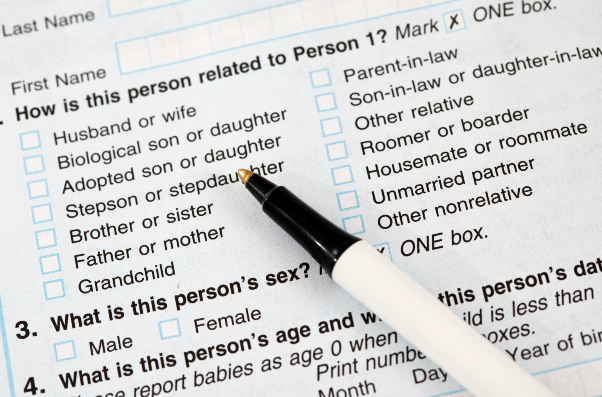 Last Name
First Name
How is this person related to Person 1? Mark X ONE box.
Husband or wife
Biological son or daughter
Adopted son or daughter
Stepson or stepdaughter
Brother or sister
Father or mother
Grandchild
Parent-in-law
Son-in-law or daughter-in-law
Other relative
Roomer or boarder
Housemate or roommate
Unmarried partner
Other nonrelative
3. What is this person's sex? ONE box.
Male Female
4. What is this person's age and this person's dat
report babies as age 0 when ild is less than
Print numbe oxes.
Month Day Year of bir